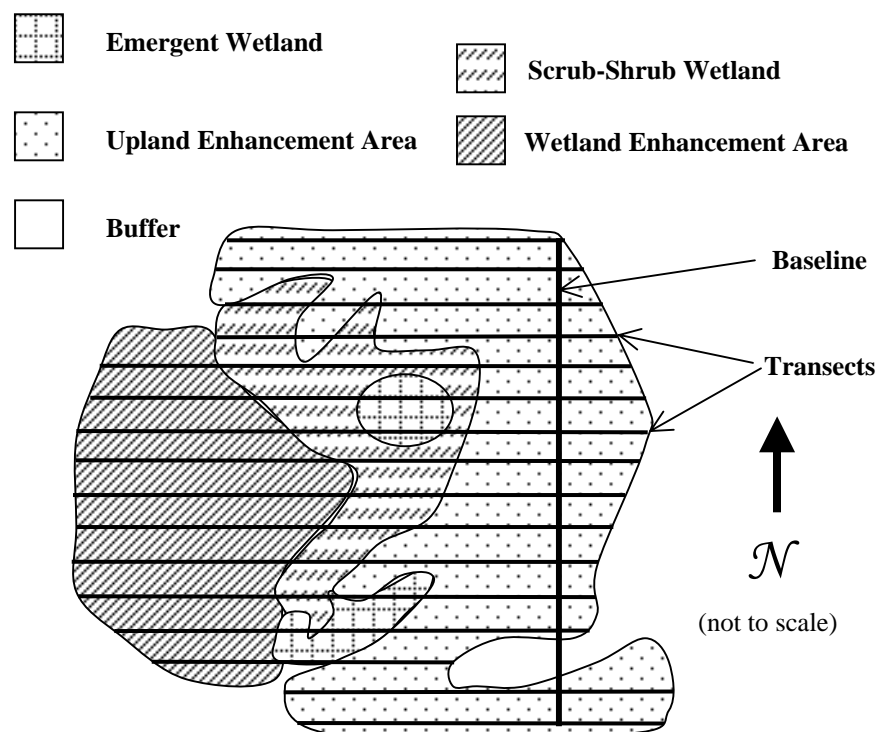 Emergent Wetland
Scrub-Shrub Wetland
Upland Enhancement Area
Wetland Enhancement Area
Buffer
Baseline
Transects
N
(not to scale)